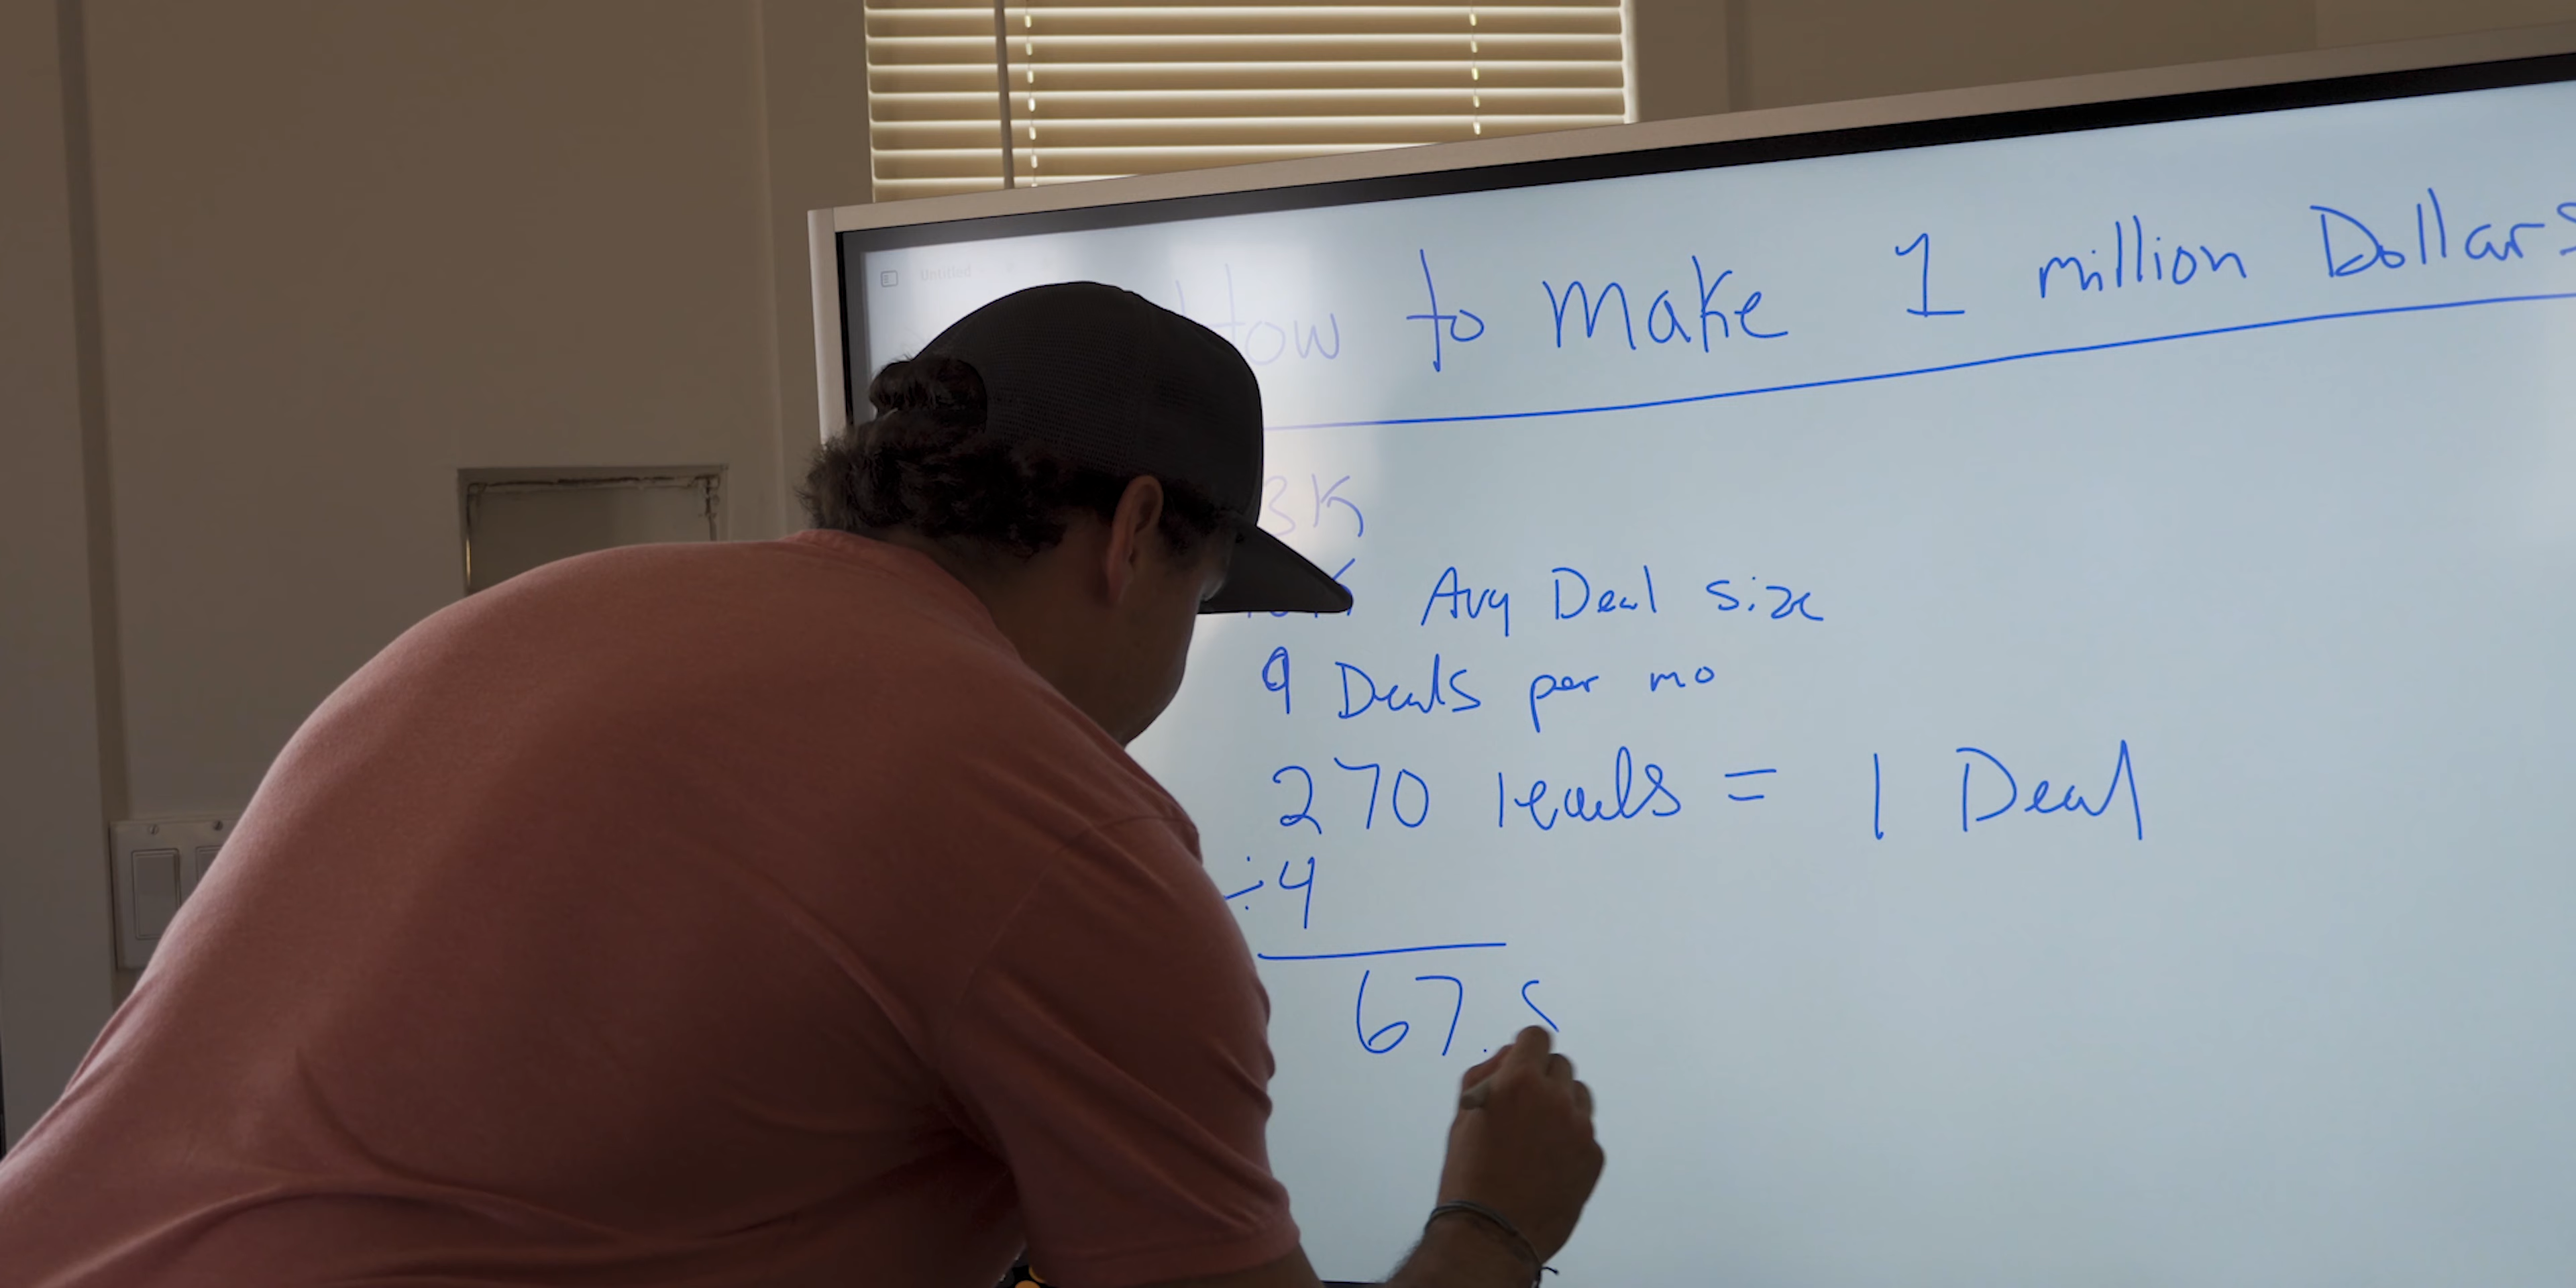 Untitled
How to make 1 million Dollars
3K
Avg Deal size
9 Deals per mo
270 leads = 1 Deal
÷4
67.5